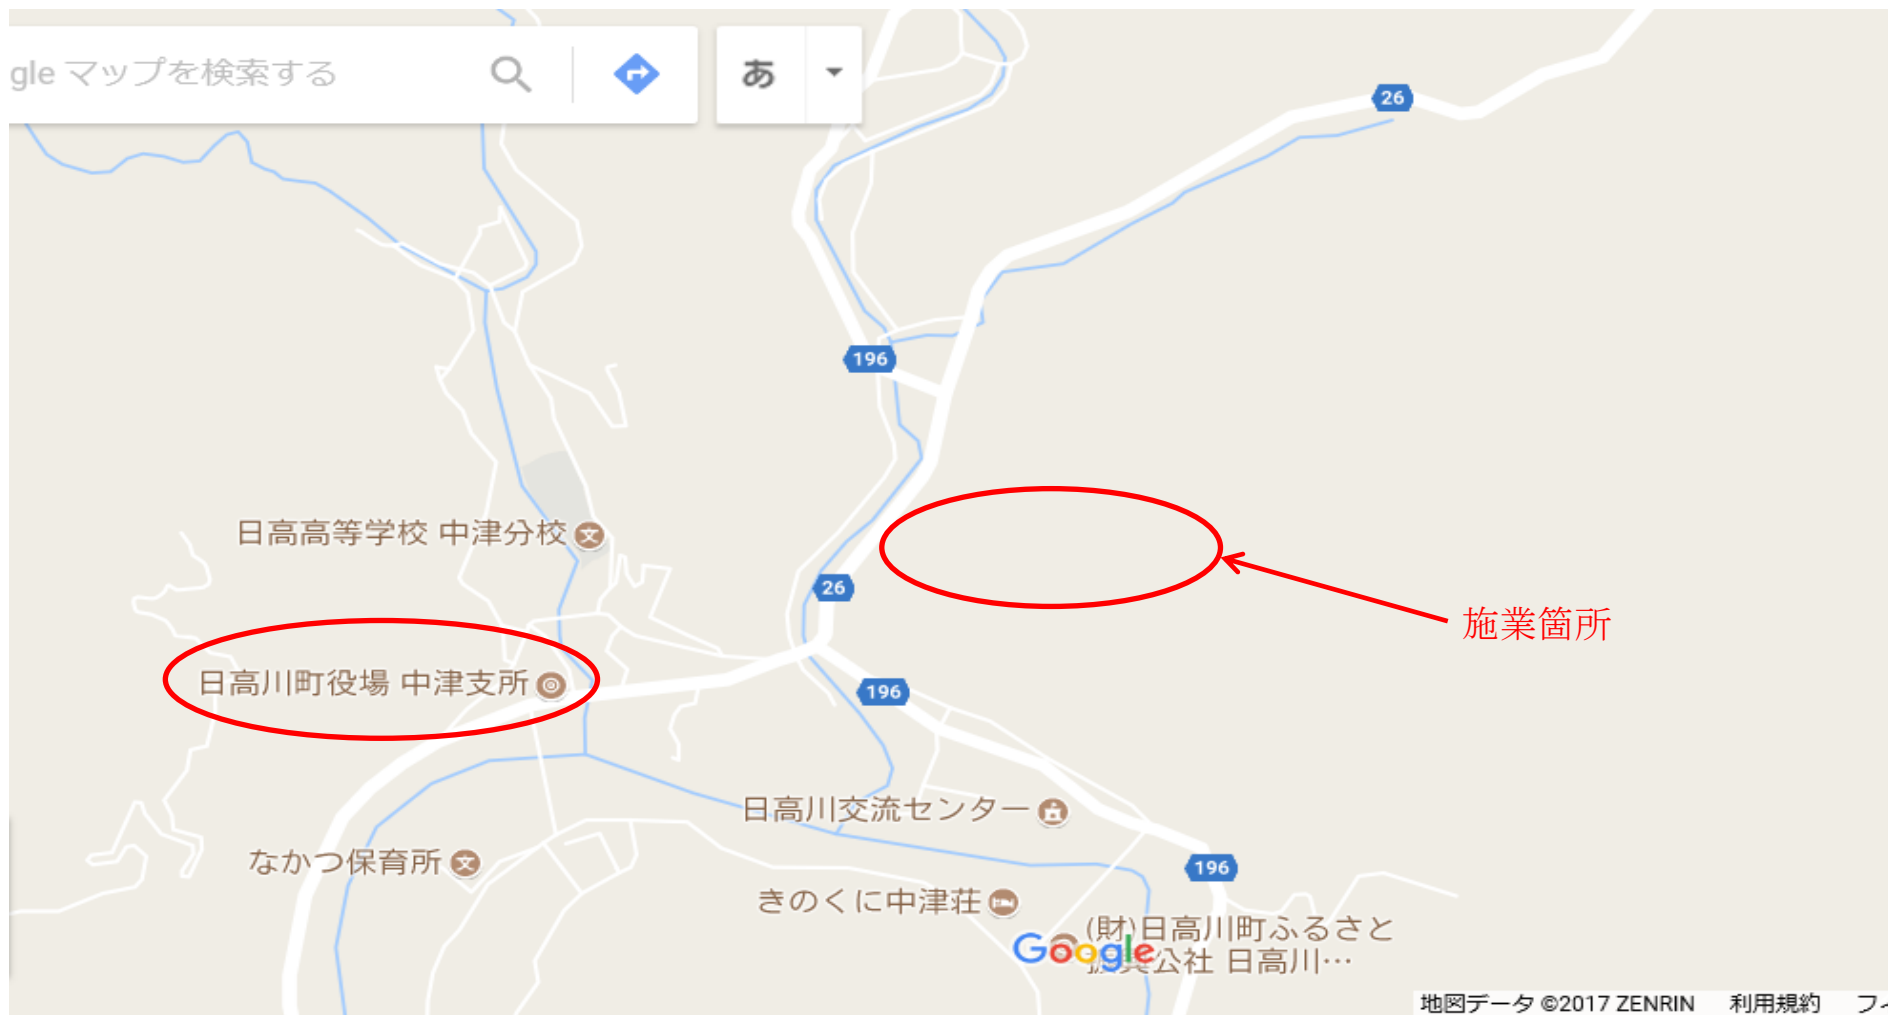 gle マップを検索する
あ
26
196
日高高等学校 中津分校
26
施業箇所
日高川町役場 中津支所
196
日高川交流センター
なかつ保育所
196
きのくに中津荘
(財)日高川町ふるさと
公社 日高川…
Google
地図データ ©2017 ZENRIN 利用規約 フィ